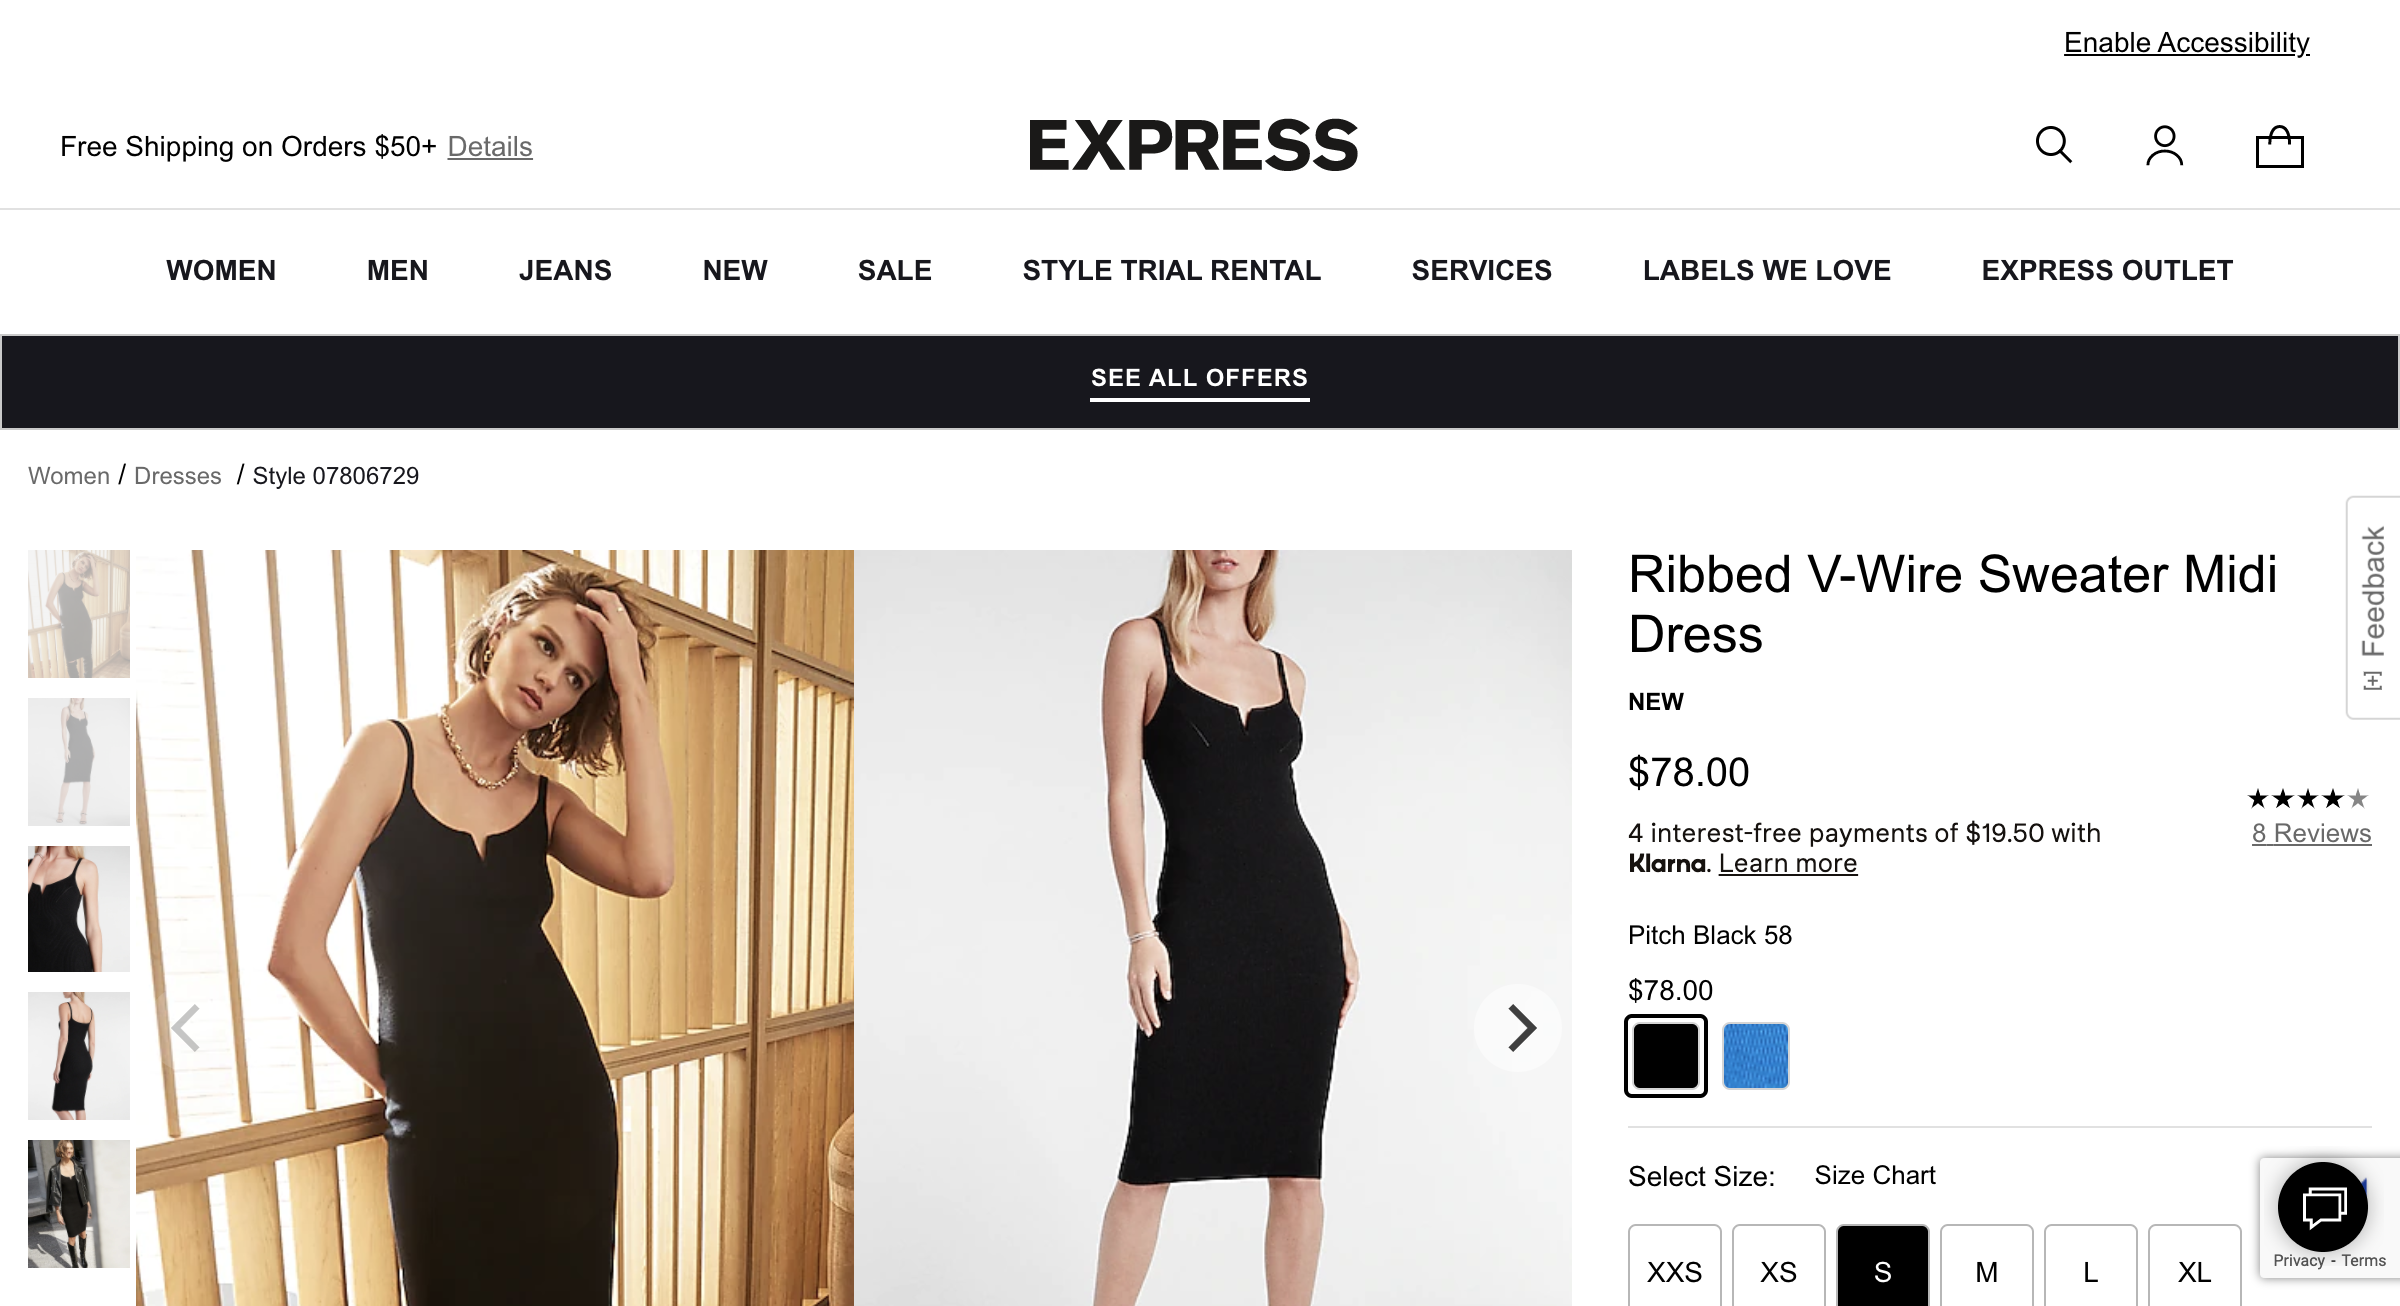 Enable Accessibility
Free Shipping on Orders $50+ Details
EXPRESS
WOMEN MEN JEANS NEW SALE STYLE TRIAL RENTAL SERVICES LABELS WE LOVE EXPRESS OUTLET
SEE ALL OFFERS
Women / Dresses / Style 07806729
Ribbed V-Wire Sweater Midi
Dress
NEW
$78.00
8 Reviews
4 interest-free payments of $19.50 with
Klarna. Learn more
Pitch Black 58
$78.00
Select Size: Size Chart
XXS XS S M L XL
[+] Feedback
Privacy - Terms